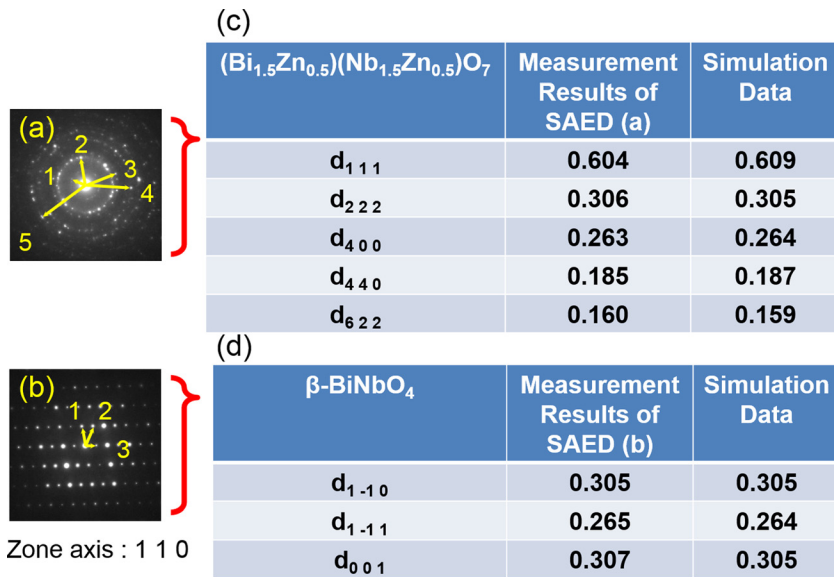 (c)
(Bi1.5Zn0.5)(Nb1.5Zn0.5)O7 Measurement Results of SAED (a) Simulation Data
d1 1 1 0.604 0.609
d2 2 2 0.306 0.305
d4 0 0 0.263 0.264
d4 4 0 0.185 0.187
d6 2 2 0.160 0.159
(a)
2
1
3
4
5
(d)
β-BiNbO4 Measurement Results of SAED (b) Simulation Data
d1 -1 0 0.305 0.305
d1 -1 1 0.265 0.264
d0 0 1 0.307 0.305
(b)
1 2
3
Zone axis : 1 1 0